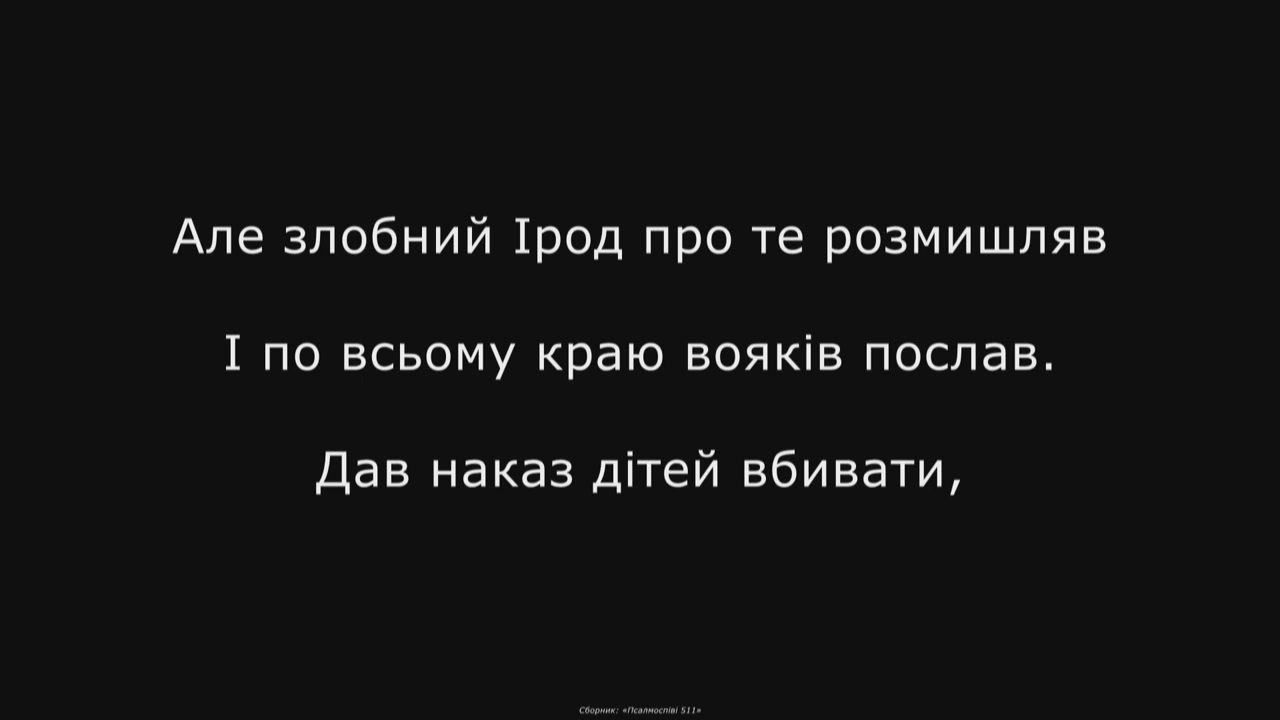 Але злобний Ірод про те розмишляв
І по всьому краю вояків послав.
Дав наказ дітей вбивати,
Сборник: «Псалмоспіві 511»